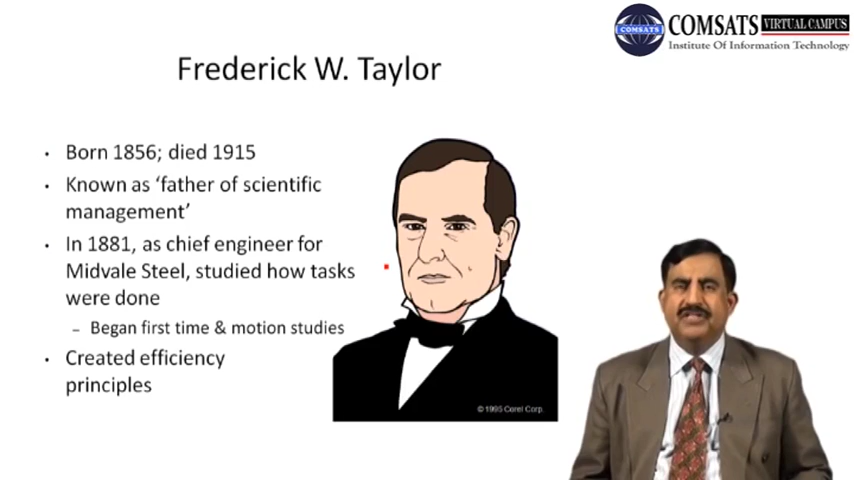 COMSATS VIRTUAL CAMPUS
COMSATS
Institute Of Information Technology
Frederick W. Taylor
• Born 1856; died 1915
• Known as ‘father of scientific
management’
• In 1881, as chief engineer for
Midvale Steel, studied how tasks
were done
– Began first time & motion studies
• Created efficiency
principles
© 1995 Corel Corp.